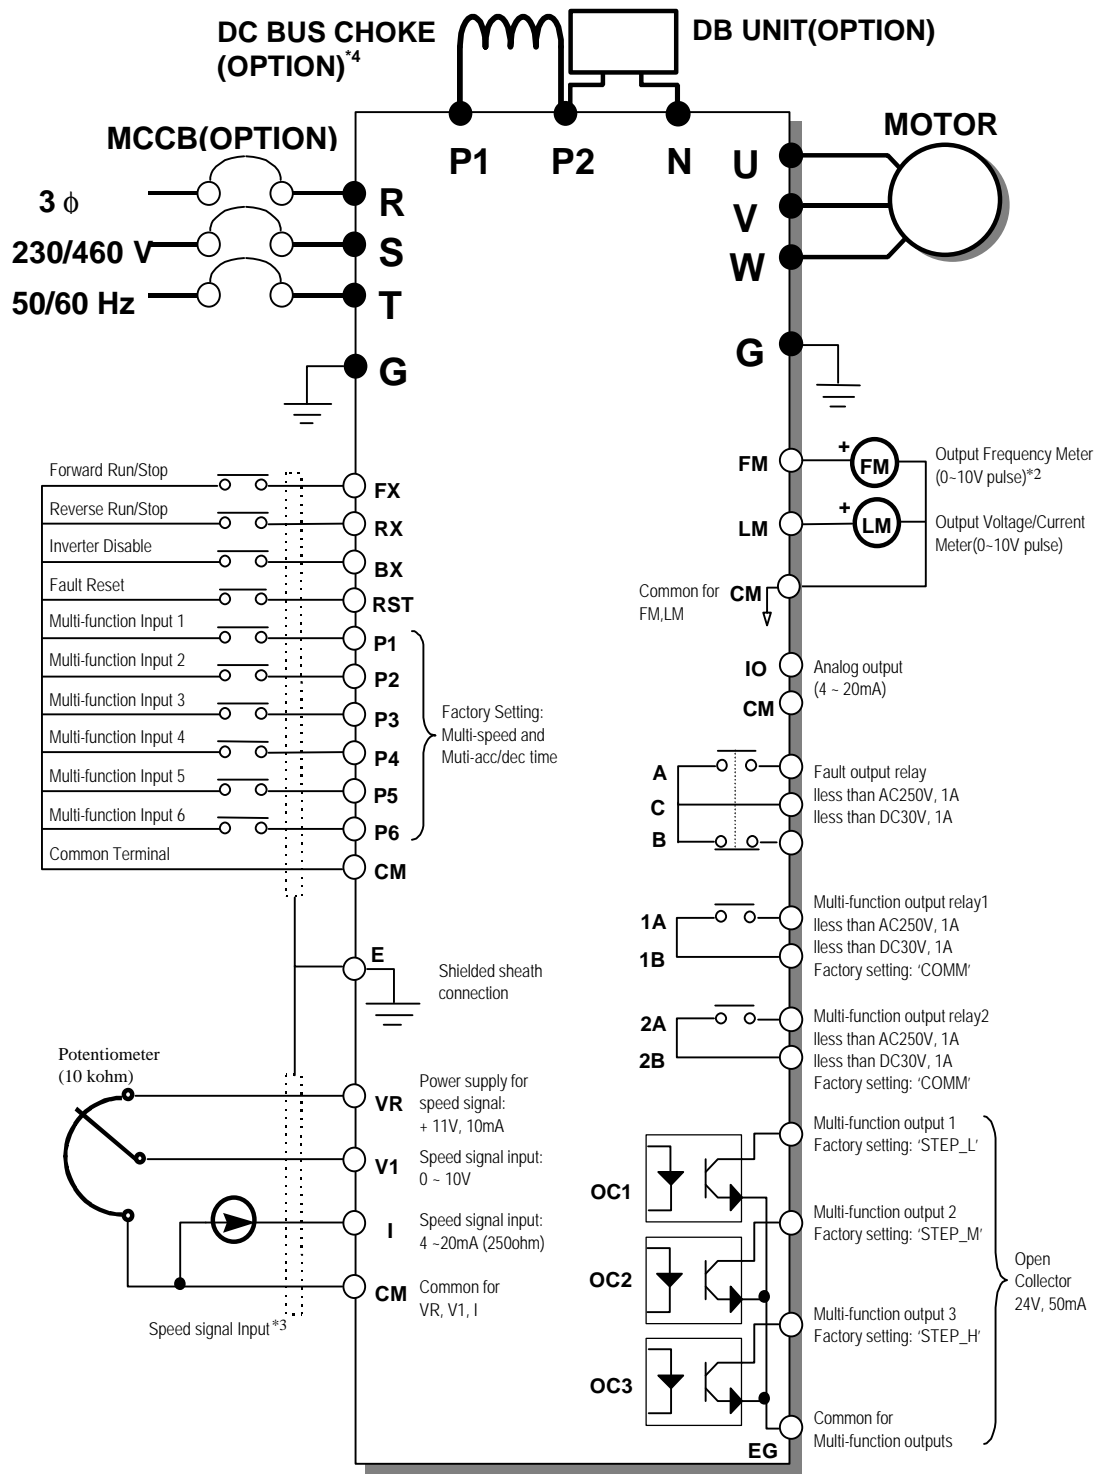 DC BUS CHOKE
(OPTION)*4
DB UNIT(OPTION)
MCCB(OPTION)
MOTOR
P1
P2
N
U
V
W
G
3 ϕ
230/460 V
50/60 Hz
R
S
T
G
Forward Run/Stop
FX
Reverse Run/Stop
RX
Inverter Disable
BX
Fault Reset
RST
Multi-function Input 1
P1
Multi-function Input 2
P2
Multi-function Input 3
P3
Multi-function Input 4
P4
Multi-function Input 5
P5
Multi-function Input 6
P6
Common Terminal
CM
Factory Setting:
Multi-speed and
Muti-acc/dec time
E
Shielded sheath
connection
Potentiometer
(10 kohm)
VR
Power supply for
speed signal:
+ 11V, 10mA
V1
Speed signal input:
0 ~ 10V
I
Speed signal input:
4 ~20mA (250ohm)
CM
Common for
VR, V1, I
Speed signal Input*3
FM
+
FM
Output Frequency Meter
(0~10V pulse)*2
LM
+
LM
Output Voltage/Current
Meter(0~10V pulse)
Common for
FM,LM
CM
IO
Analog output
(4 ~ 20mA)
CM
A
C
B
Fault output relay
lless than AC250V, 1A
lless than DC30V, 1A
1A
1B
Multi-function output relay1
lless than AC250V, 1A
lless than DC30V, 1A
Factory setting: 'COMM'
2A
2B
Multi-function output relay2
lless than AC250V, 1A
lless than DC30V, 1A
Factory setting: 'COMM'
OC1
Multi-function output 1
Factory setting: 'STEP_L'
OC2
Multi-function output 2
Factory setting: 'STEP_M'
OC3
Multi-function output 3
Factory setting: 'STEP_H'
Open
Collector
24V, 50mA
EG
Common for
Multi-function outputs